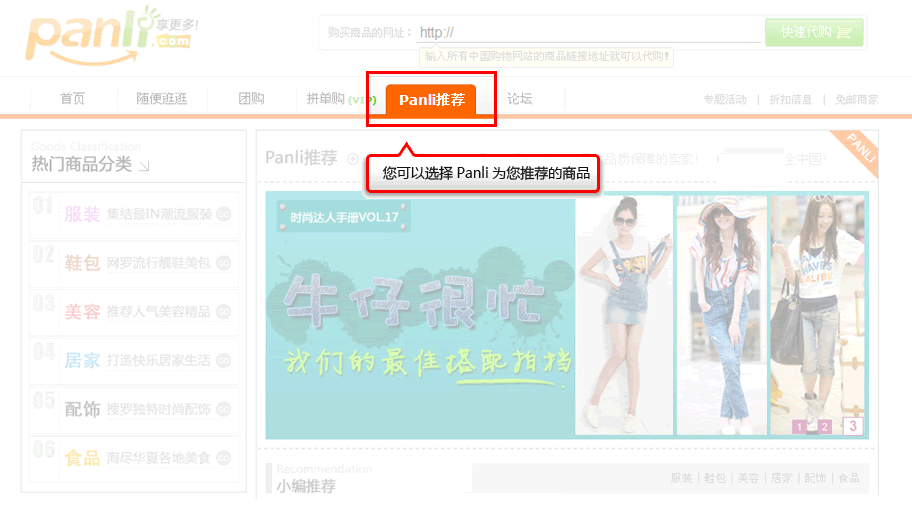 panli.com
享更多!
购买商品的网址: http://
快速代购
输入所有中国购物网站的商品链接地址就可以代购!
首页
随便逛逛
团购
拼单购 (VIP)
Panli推荐
论坛
专题活动 | 折扣信息 | 免邮商家
Goods Classification
热门商品分类
01 服装 集结最IN潮流服装 GO
02 鞋包 网罗流行靓鞋美包 GO
03 美容 推荐人气美容精品 GO
04 居家 打造快乐居家生活 GO
05 配饰 搜罗独特时尚配饰 GO
06 食品 淘尽华夏各地美食 GO
Panli推荐
品质保障的卖家!
全中国
PANLI
您可以选择 Panli 为您推荐的商品
时尚达人手册VOL.17
牛仔很忙
我们的最佳搭配拍档
1 2 3
Recommendation
小编推荐
服装 | 鞋包 | 美容 | 居家 | 配饰 | 食品